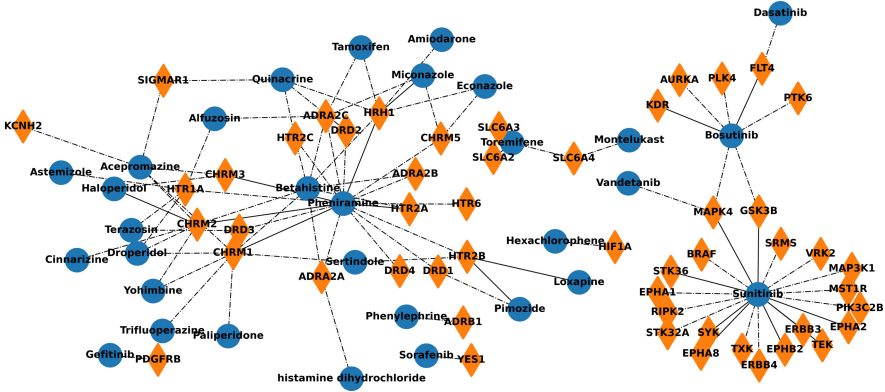 Dasatinib
Tamoxifen
Amiodarone
SIGMAR1
Quinacrine
Miconazole
Econazole
AURKA
PLK4
FLT4
PTK6
KDR
KCNH2
Alfuzosin
ADRA2C
HRH1
DRD2
HTR2C
CHRM5
SLC6A3
Toremifene
SLC6A2
SLC6A4
Montelukast
Bosutinib
Astemizole
Acepromazine
Haloperidol
CHRM3
HTR1A
Betahistine
ADRA2B
Pheniramine
HTR2A
HTR6
Vandetanib
MAPK4
GSK3B
Terazosin
CHRM2
DRD3
Droperidol
CHRM1
Cinnarizine
Sertindole
ADRA2A
DRD4
DRD1
HTR2B
Hexachlorophene
HIF1A
SRMS
BRAF
VRK2
STK36
MAP3K1
Yohimbine
Loxapine
EPHA1
Sunitinib
MST1R
Pimozide
RIPK2
PIK3C2B
Trifluoperazine
Paliperidone
Phenylephrine
ADRB1
STK32A
SYK
ERBB3
EPHA2
Gefitinib
PDGFRB
Sorafenib
YES1
EPHA8
TXK
EPHB2
TEK
ERBB4
histamine dihydrochloride